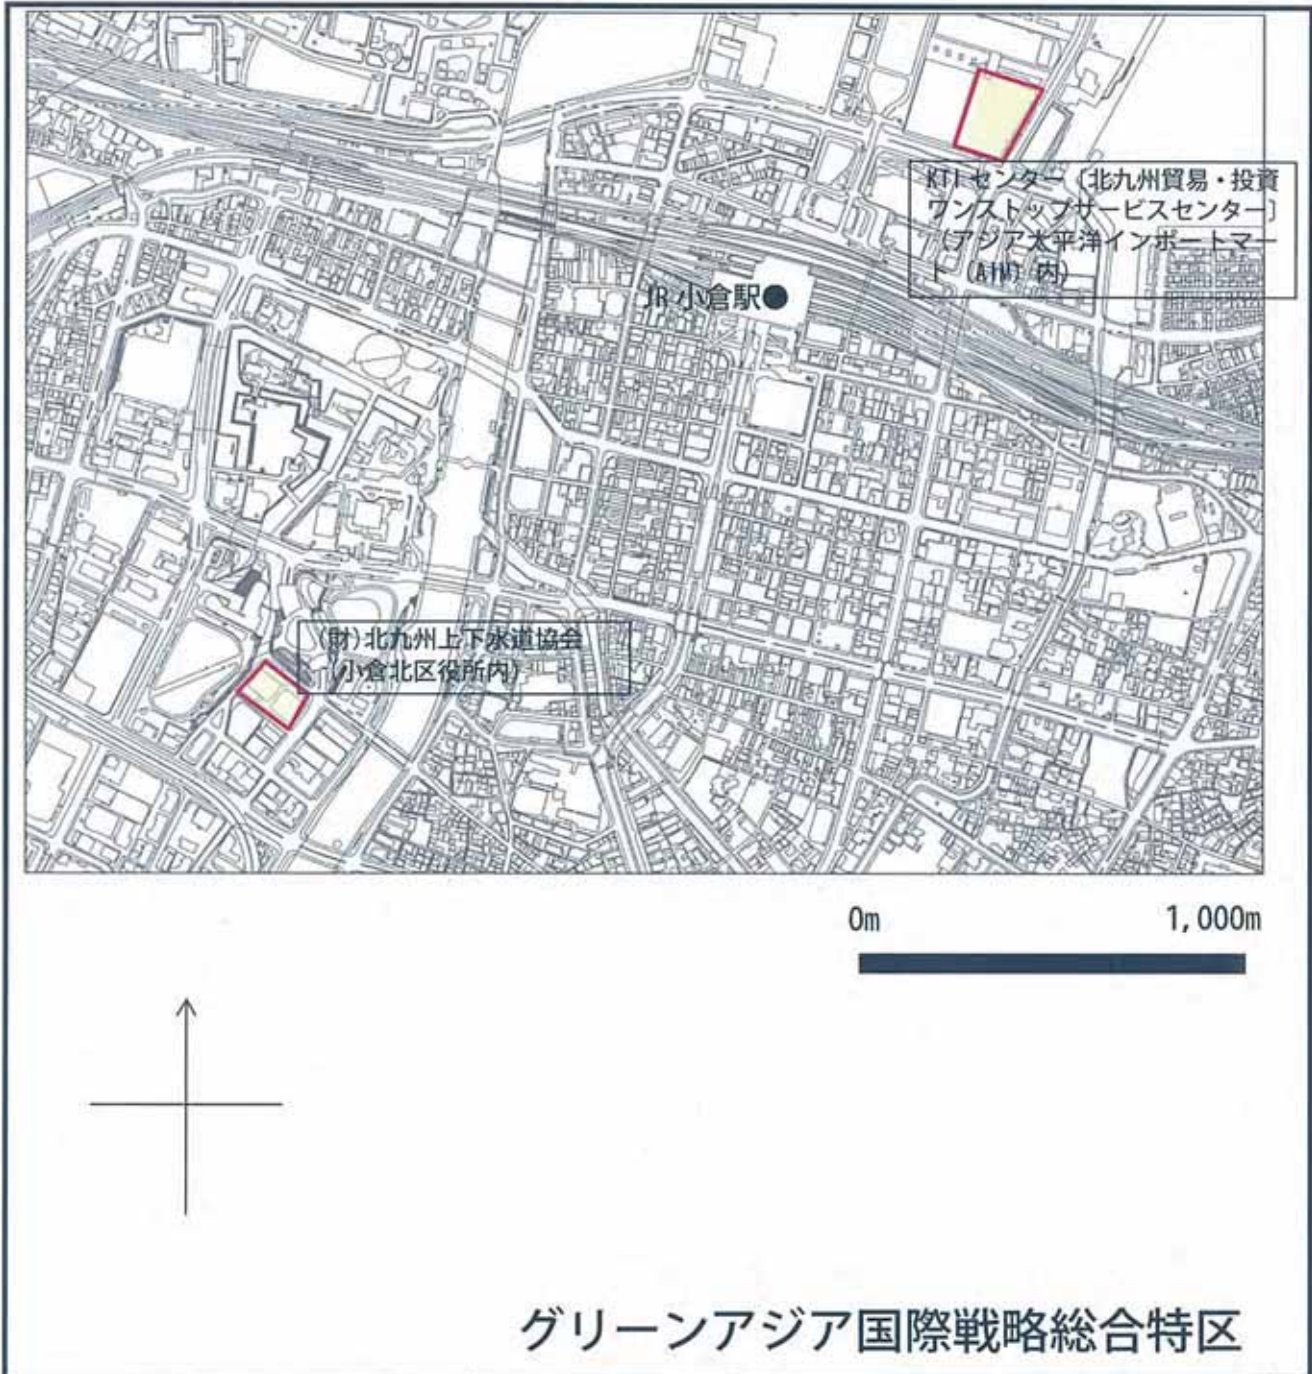 KTI センター〔北九州貿易・投資
ワンストップサービスセンター〕
（アジア太平洋インポートマー
ト（AIM）内）
JR 小倉駅●
（財）北九州上下水道協会
（小倉北区役所内）
0m 1,000m
グリーンアジア国際戦略総合特区